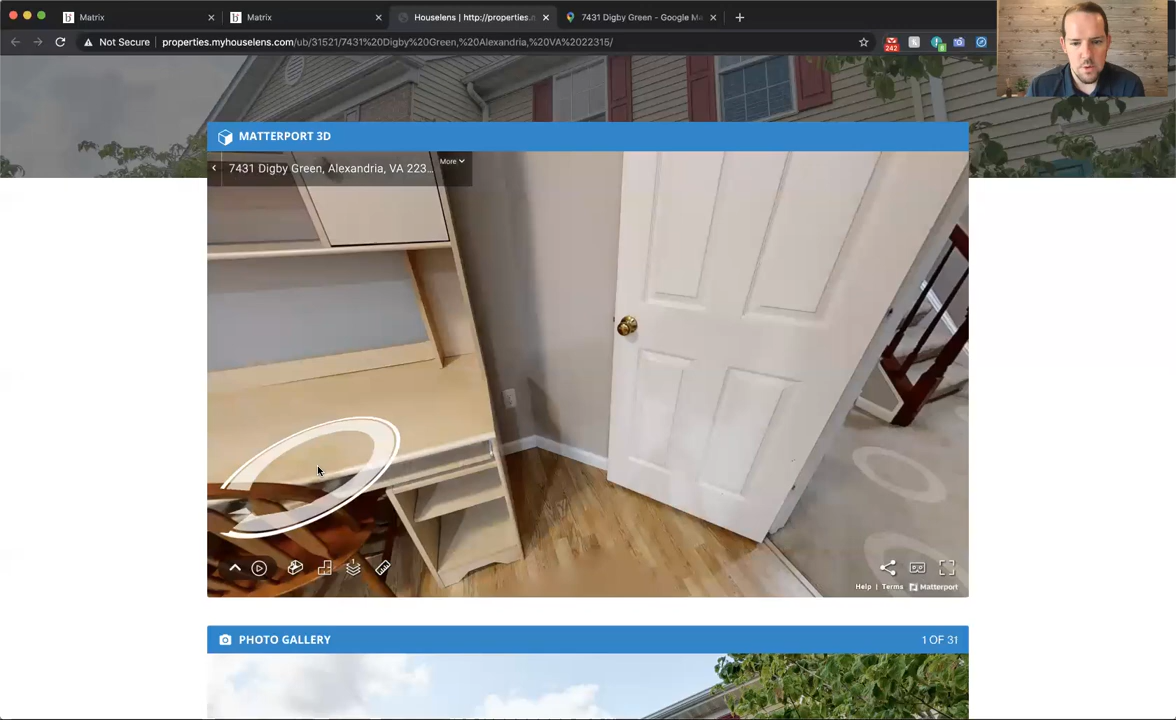 Matrix
Matrix
Houselens | http://properties.n
7431 Digby Green - Google M
Not Secure | properties.myhouselens.com/ub/31521/7431%20Digby%20Green,%20Alexandria,%20VA%2022315/
242
MATTERPORT 3D
7431 Digby Green, Alexandria, VA 223...
More
Help | Terms | Matterport
PHOTO GALLERY
1 OF 31